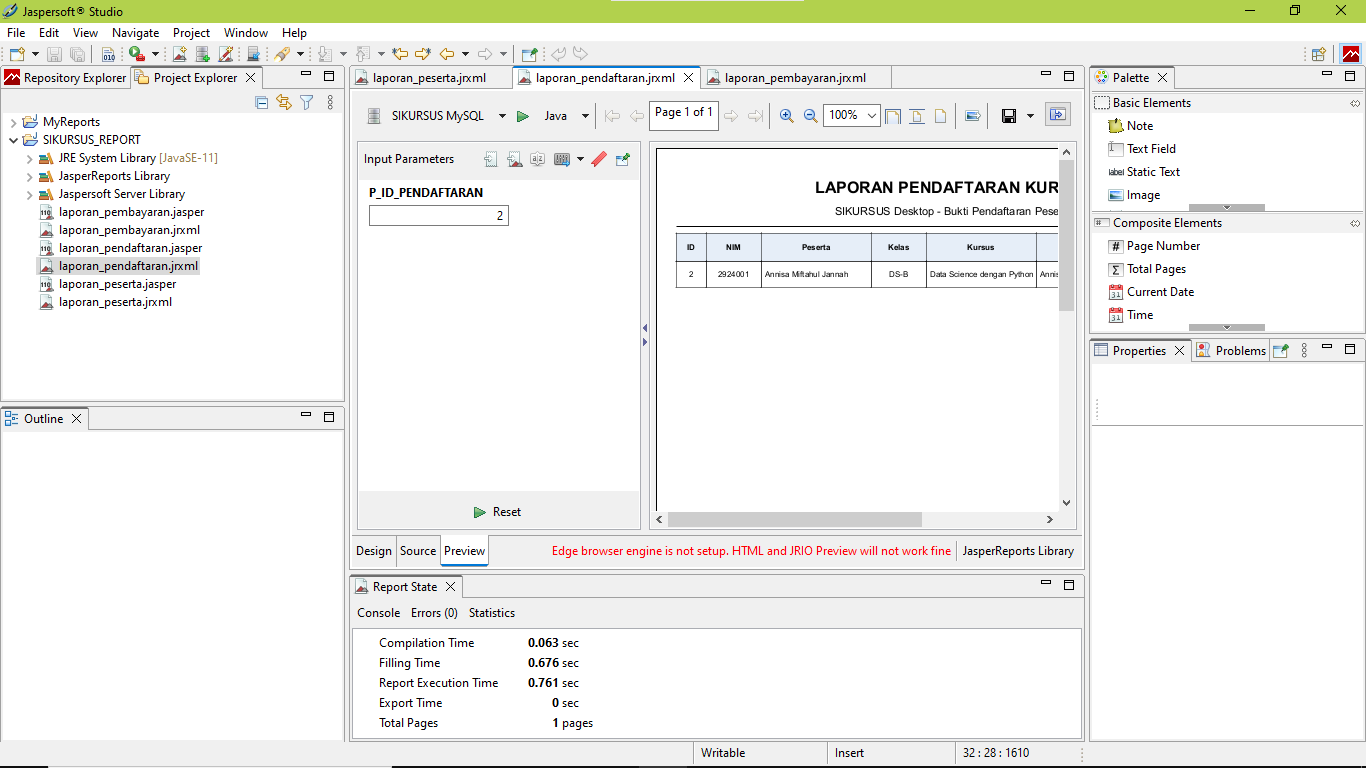 Jaspersoft® Studio
File Edit View Navigate Project Window Help
Repository Explorer Project Explorer
MyReports
SIKURSUS_REPORT
JRE System Library [JavaSE-11]
JasperReports Library
Jaspersoft Server Library
laporan_pembayaran.jasper
laporan_pembayaran.jrxml
laporan_pendaftaran.jasper
laporan_pendaftaran.jrxml
laporan_peserta.jasper
laporan_peserta.jrxml
Outline
laporan_peserta.jrxml laporan_pendaftaran.jrxml laporan_pembayaran.jrxml
SIKURSUS MySQL Java Page 1 of 1 100%
Input Parameters
P_ID_PENDAFTARAN
2
Reset
LAPORAN PENDAFTARAN KUR
SIKURSUS Desktop - Bukti Pendaftaran Pese
ID NIM Peserta Kelas Kursus
2 2924001 Annisa Miftahul Jannah DS-B Data Science dengan Python Annis
Design Source Preview Edge browser engine is not setup. HTML and JRIO Preview will not work fine JasperReports Library
Report State
Console Errors (0) Statistics
Compilation Time 0.063 sec
Filling Time 0.676 sec
Report Execution Time 0.761 sec
Export Time 0 sec
Total Pages 1 pages
Palette
Basic Elements
Note
Text Field
label Static Text
Image
Composite Elements
# Page Number
Σ Total Pages
31 Current Date
31 Time
Properties Problems
Writable Insert 32 : 28 : 1610